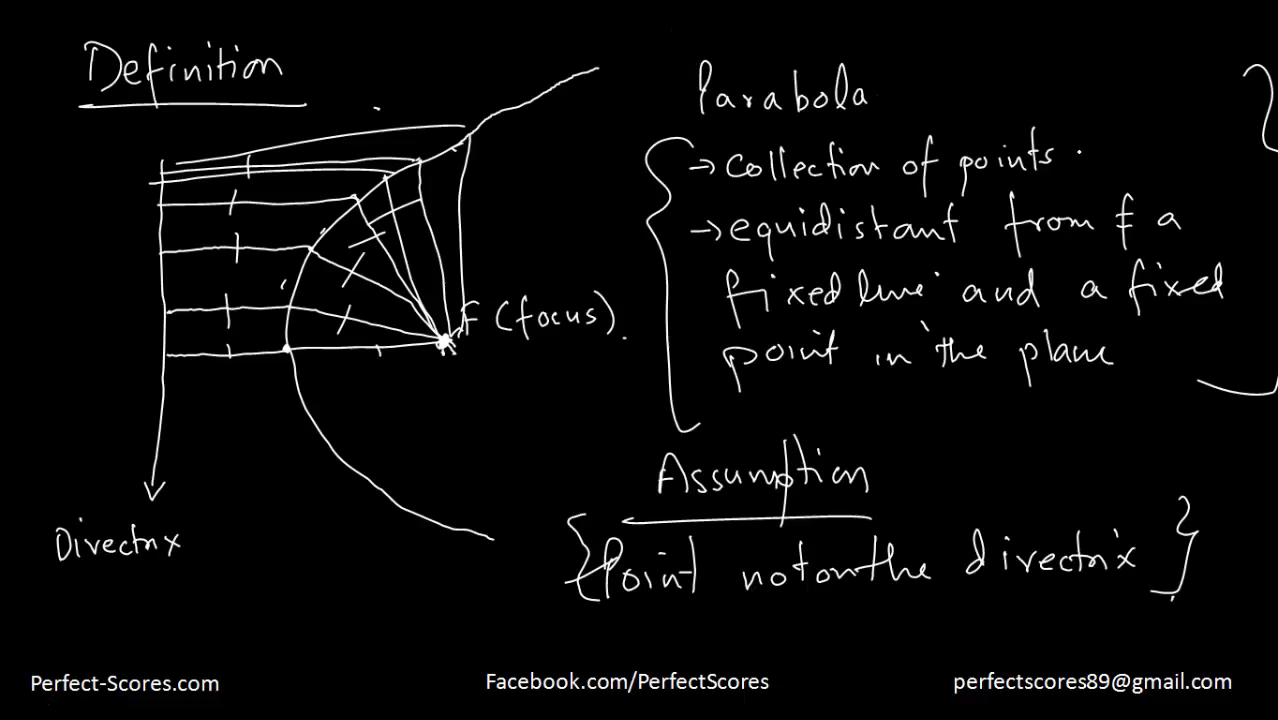 Definition
Parabola
→ collection of points.
→ equidistant from f a
fixed line and a fixed
point in the plane
F (focus).
Assumption
{Point not on the directrix}
Directrix
Perfect-Scores.com
Facebook.com/PerfectScores
perfectscores89@gmail.com